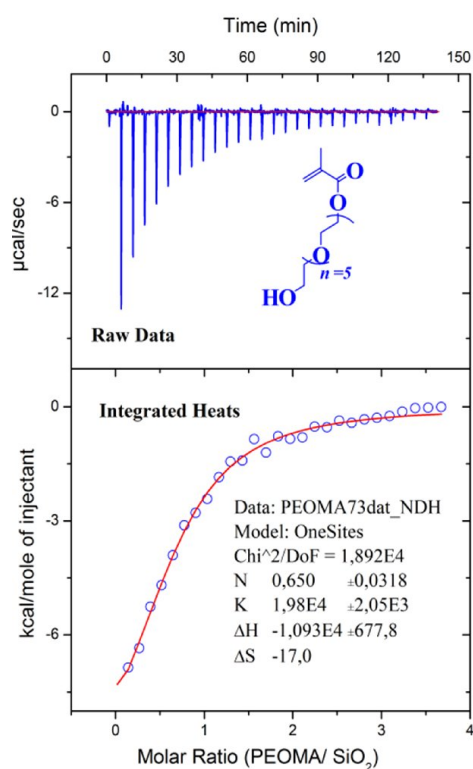 Time (min)
0 30 60 90 120 150
0
-6
-12
µcal/sec
O
O
O
n=5
HO
Raw Data
Integrated Heats
0
-3
-6
kcal/mole of injectant
Data: PEOMA73dat_NDH
Model: OneSites
Chi^2/DoF = 1,892E4
N 0,650 ±0,0318
K 1,98E4 ±2,05E3
ΔH -1,093E4 ±677,8
ΔS -17,0
0 1 2 3 4
Molar Ratio (PEOMA/ SiO₂)